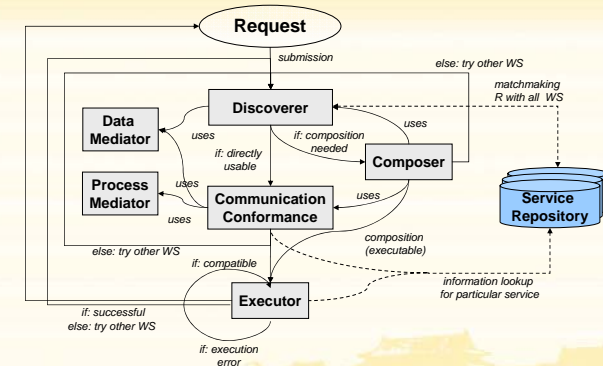 Request
submission
else: try other WS
matchmaking
R with all WS
Discoverer
Data
Mediator
uses
if: composition
needed
uses
if: directly
usable
Composer
Process
Mediator
uses
uses
Communication
Conformance
uses
Service
Repository
else: try other WS
composition
(executable)
if: compatible
information lookup
for particular service
Executor
if: successful
else: try other WS
if: execution
error